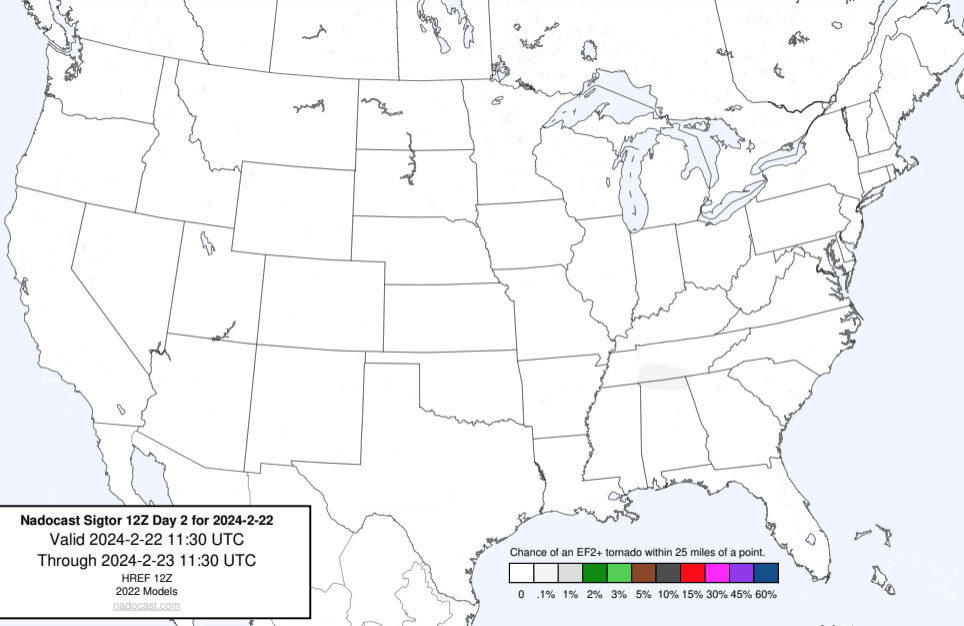 Nadocast Sigtor 12Z Day 2 for 2024-2-22
Valid 2024-2-22 11:30 UTC
Through 2024-2-23 11:30 UTC
HREF 12Z
2022 Models
nadocast.com
Chance of an EF2+ tornado within 25 miles of a point.
0 .1% 1% 2% 3% 5% 10% 15% 30% 45% 60%